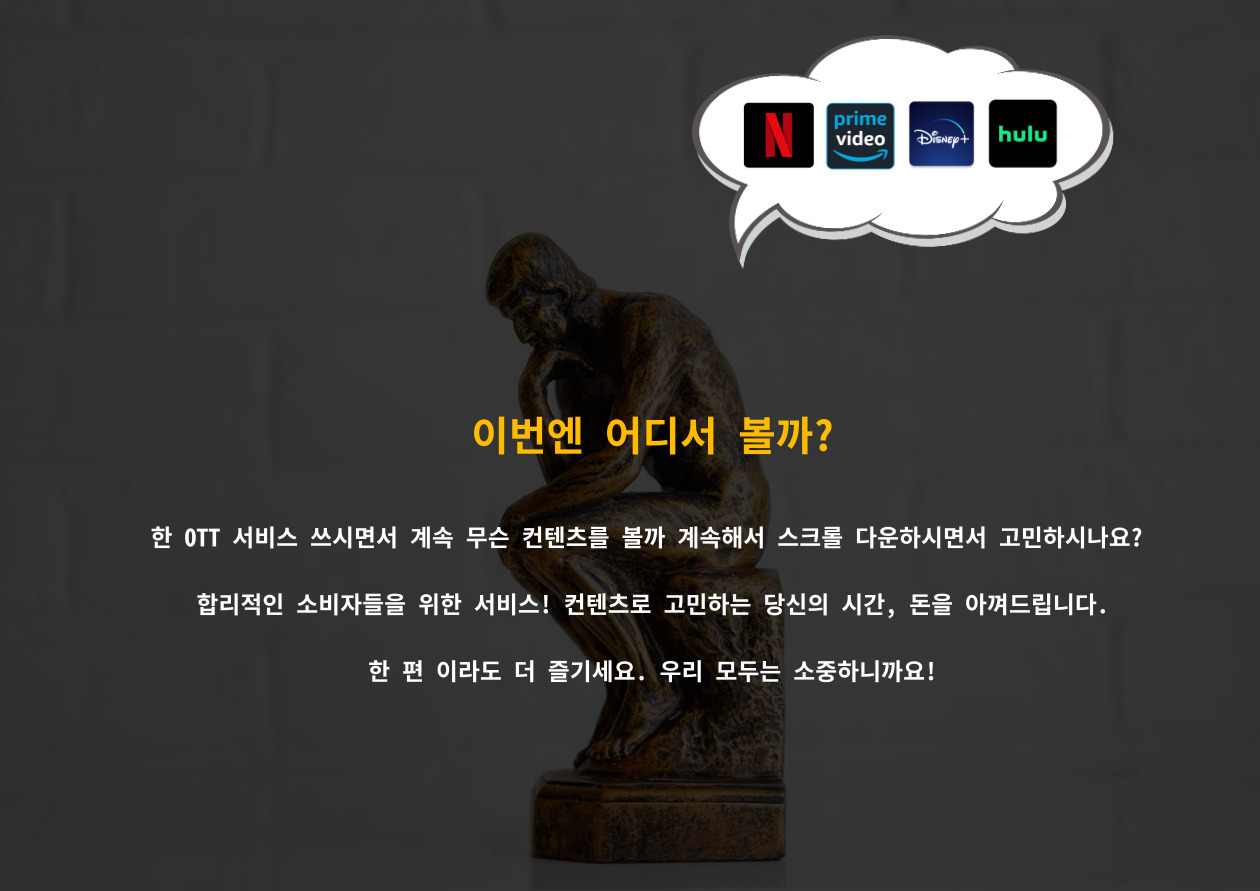 N
prime
video
Disney+
hulu
이번엔 어디서 볼까?
한 OTT 서비스 쓰시면서 계속 무슨 컨텐츠를 볼까 계속해서 스크롤 다운하시면서 고민하시나요?
합리적인 소비자들을 위한 서비스! 컨텐츠로 고민하는 당신의 시간, 돈을 아껴드립니다.
한 편 이라도 더 즐기세요. 우리 모두는 소중하니까요!